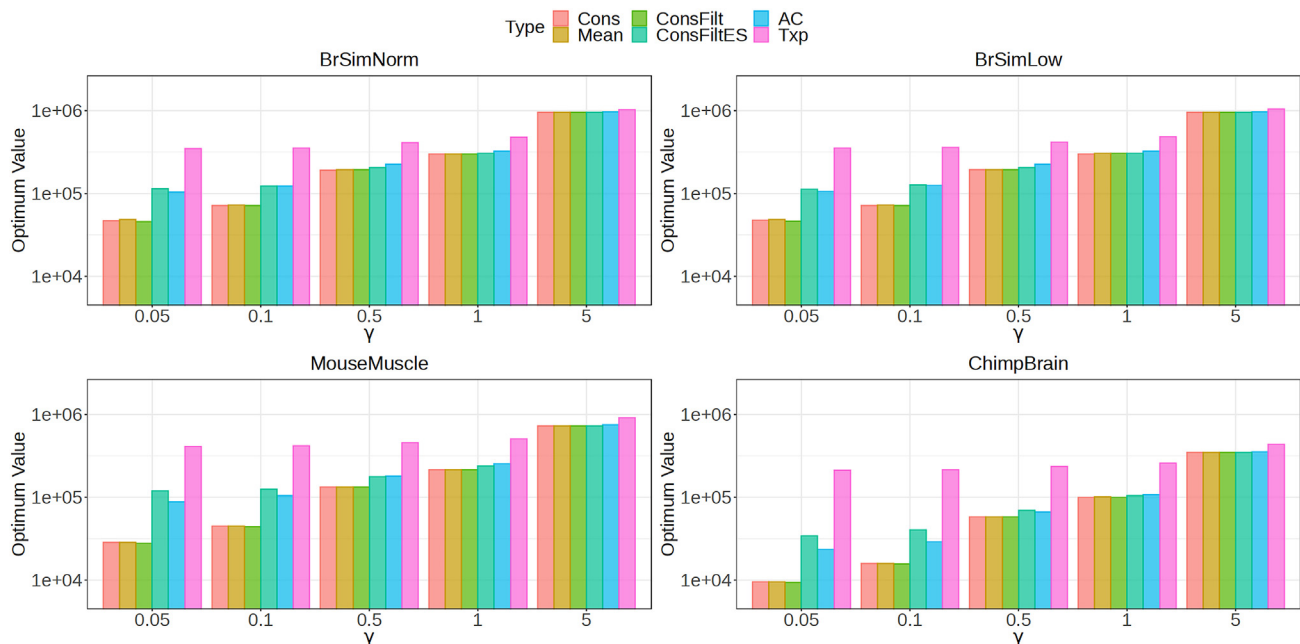 Type Cons ConsFilt AC
Mean ConsFiltES Txp
BrSimNorm
Optimum Value
1e+06
1e+05
1e+04
0.05 0.1 0.5 1 5
γ
BrSimLow
Optimum Value
1e+06
1e+05
1e+04
0.05 0.1 0.5 1 5
γ
MouseMuscle
Optimum Value
1e+06
1e+05
1e+04
0.05 0.1 0.5 1 5
γ
ChimpBrain
Optimum Value
1e+06
1e+05
1e+04
0.05 0.1 0.5 1 5
γ